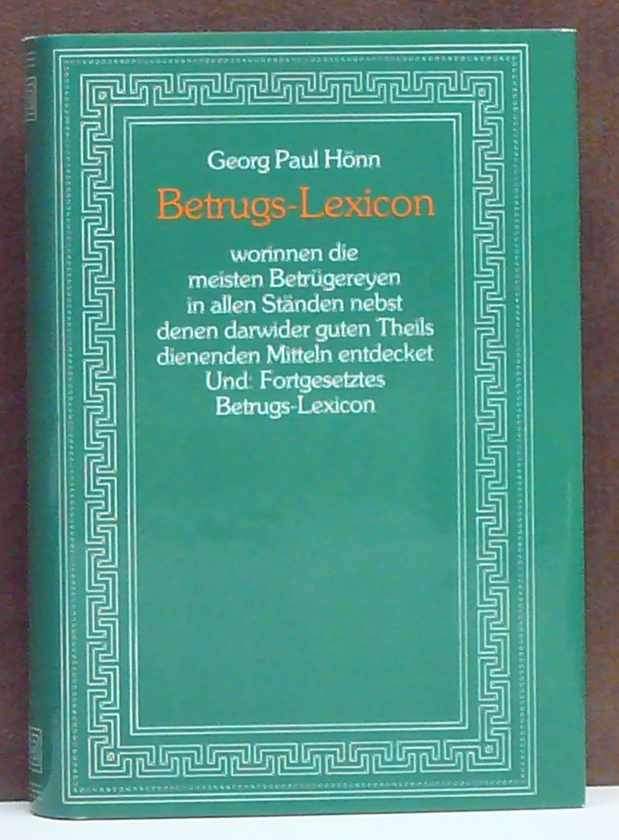 Georg Paul Hönn
Betrugs-Lexicon
worinnen die
meisten Betrügereyen
in allen Ständen nebst
denen darwider guten Theils
dienenden Mitteln entdecket
Und: Fortgesetztes
Betrugs-Lexicon